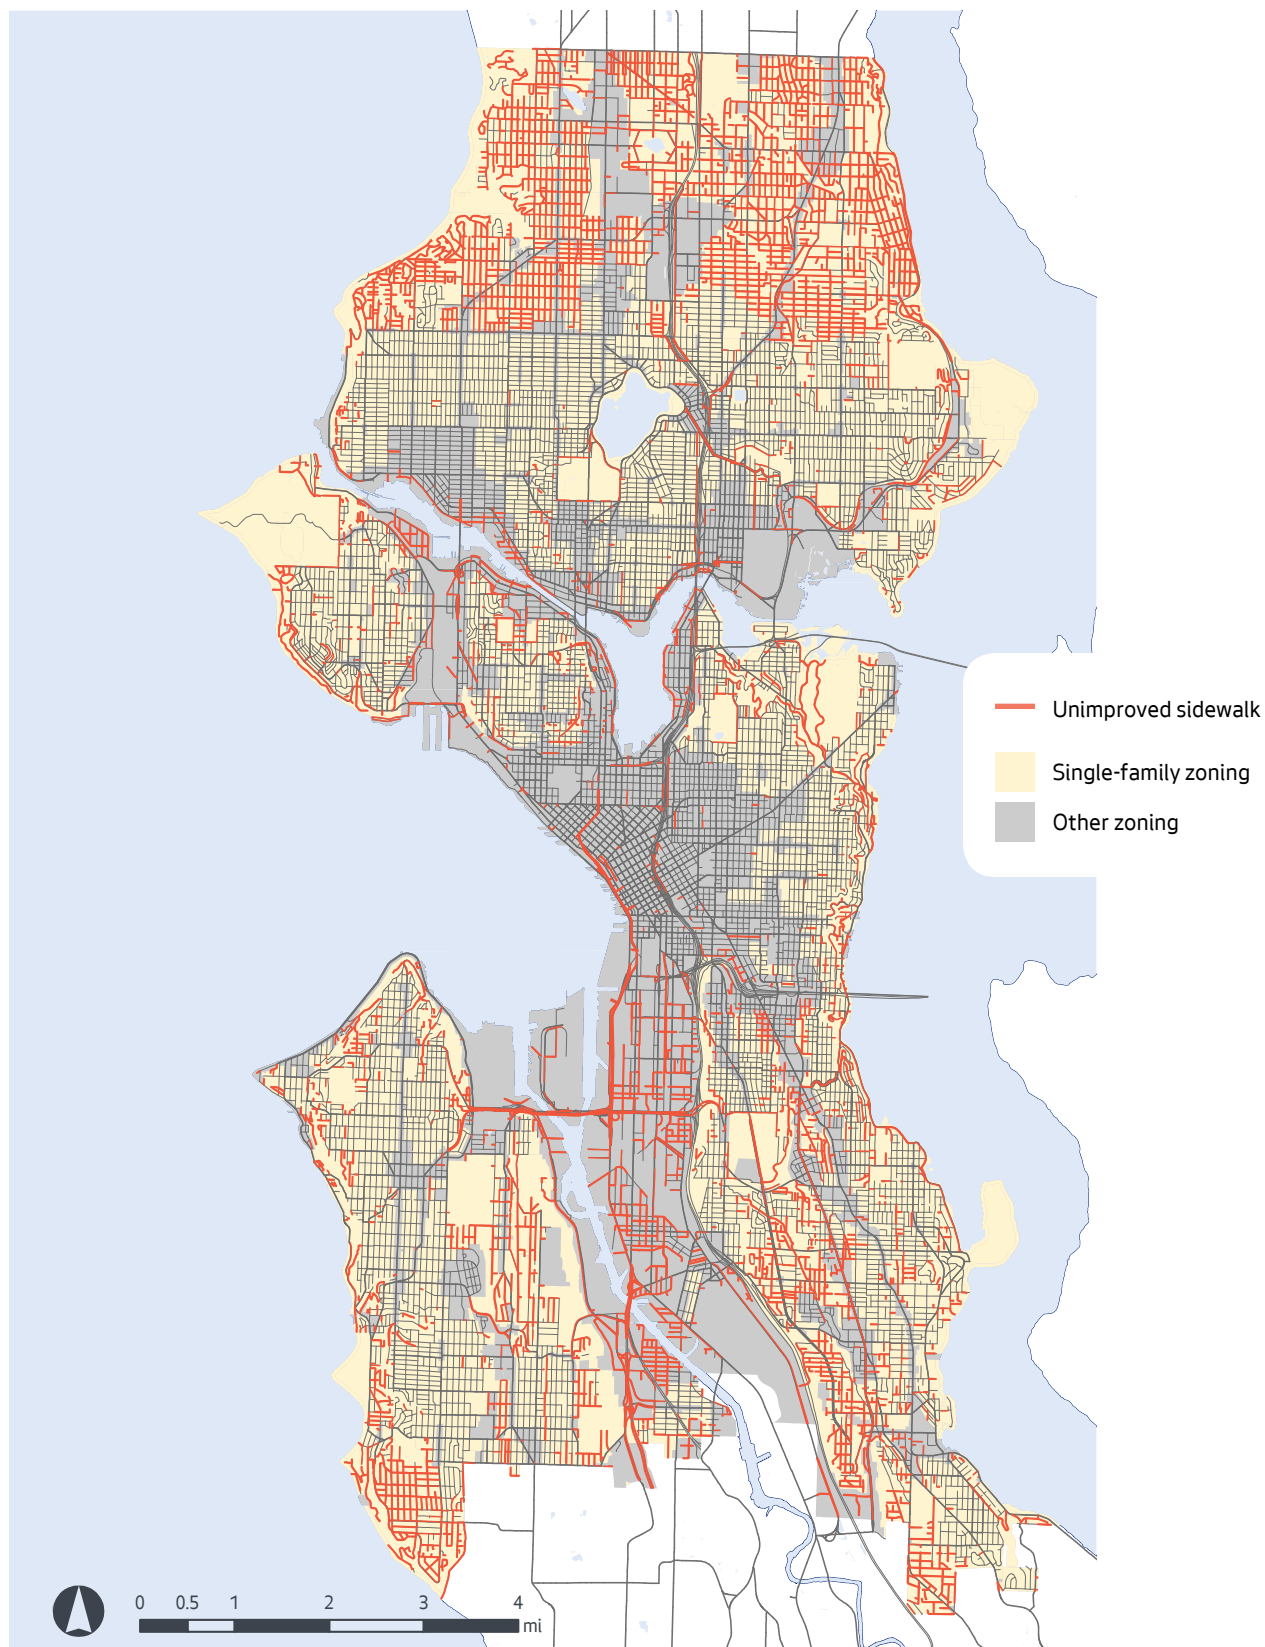 Unimproved sidewalk
Single-family zoning
Other zoning
0 0.5 1 2 3 4
mi